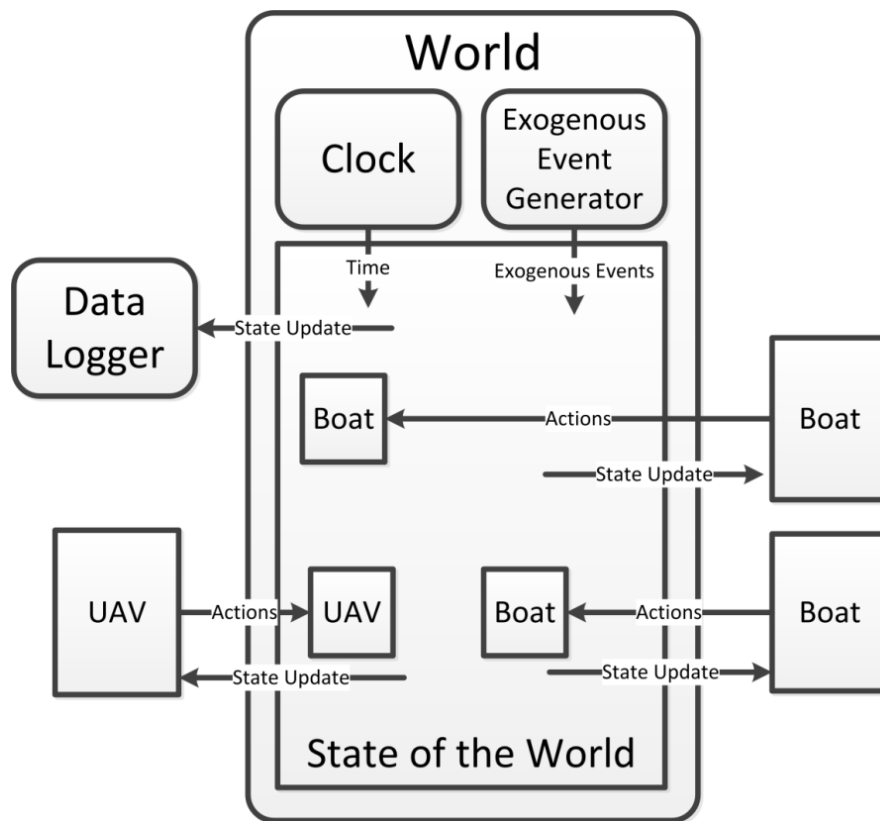 World
Clock
Exogenous
Event
Generator
Time
Exogenous Events
Data
Logger
State Update
Boat
Actions
Boat
State Update
UAV
Actions
UAV
Boat
Actions
Boat
State Update
State Update
State of the World